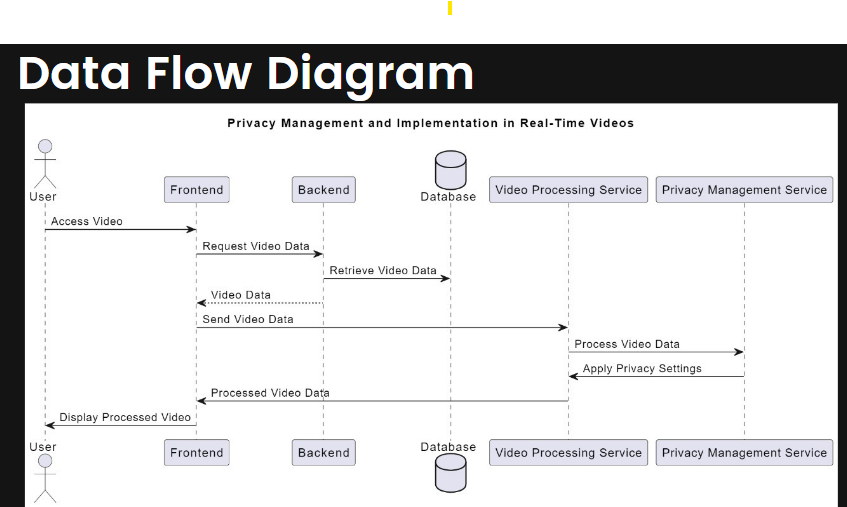 Data Flow Diagram
Privacy Management and Implementation in Real-Time Videos
User
Frontend
Backend
Database
Video Processing Service
Privacy Management Service
Access Video
Request Video Data
Retrieve Video Data
Video Data
Send Video Data
Process Video Data
Apply Privacy Settings
Processed Video Data
Display Processed Video
User
Frontend
Backend
Database
Video Processing Service
Privacy Management Service